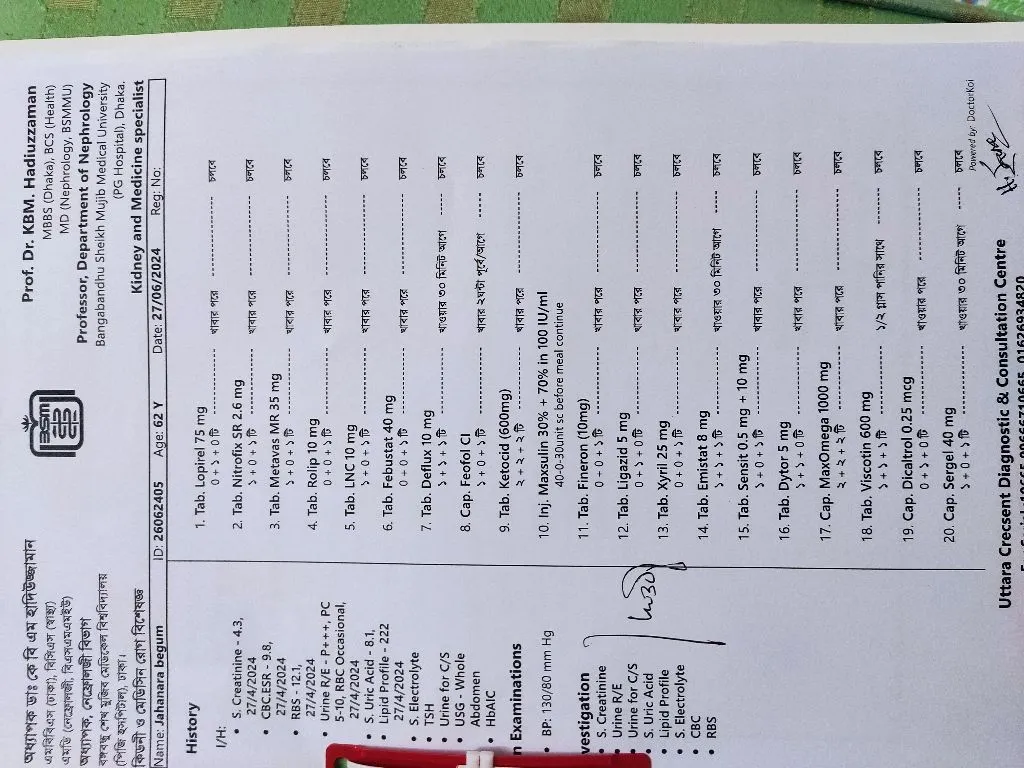 অধ্যাপক ডাঃ কে বি এম হাদিউজ্জামান
এমবিবিএস (ঢাকা), বিসিএস (স্বাস্থ্য)
এমডি (নেফ্রোলজী, বিএসএমএমইউ)
অধ্যাপক, নেফ্রোলজী বিভাগ
বঙ্গবন্ধু শেখ মুজিব মেডিকেল বিশ্ববিদ্যালয়
(পিজি হসপিটাল), ঢাকা।
কিডনী ও মেডিসিন রোগ বিশেষজ্ঞ
Prof. Dr. KBM. Hadiuzzaman
MBBS (Dhaka), BCS (Health)
MD (Nephrology, BSMMU)
Professor, Department of Nephrology
Bangabandhu Sheikh Mujib Medical University
(PG Hospital), Dhaka.
Kidney and Medicine specialist
Name: Jahanara begum ID: 26062405 Age: 62 Y Date: 27/06/2024 Reg: No:
History
I/H:
• S. Creatinine - 4.3,
27/4/2024
• CBC.ESR - 9.8,
27/4/2024
• RBS - 12.1,
27/4/2024
• Urine R/E - P+++, PC
5-10, RBC Occasional,
27/4/2024
• S. Uric Acid - 8.1,
• Lipid Profile - 222
27/4/2024
• S. Electrolyte
• TSH
• Urine for C/S
• USG - Whole
Abdomen
• HbAIC
n Examinations
• BP: 130/80 mm Hg
vestigation
• S. Creatinine
• Urine R/E
• Urine for C/S
• S. Uric Acid
• Lipid Profile
• S. Electrolyte
• CBC
• RBS
1. Tab. Lopirel 75 mg
০ + ১ + ০ টি ---------- খাবার পরে ---------- চলবে
2. Tab. Nitrofix SR 2.6 mg
১ + ০ + ১ টি ---------- খাবার পরে ---------- চলবে
3. Tab. Metavas MR 35 mg
১ + ০ + ১ টি ---------- খাবার পরে ---------- চলবে
4. Tab. Rolip 10 mg
০ + ০ + ১ টি ---------- খাবার পরে ---------- চলবে
5. Tab. LNC 10 mg
১ + ০ + ১ টি ---------- খাবার পরে ---------- চলবে
6. Tab. Febustat 40 mg
০ + ০ + ১ টি ---------- খাবার পরে ---------- চলবে
7. Tab. Deflux 10 mg
১ + ১ + ১ টি ---------- খাওয়ার ৩০ মিনিট আগে ----- চলবে
8. Cap. Feofol CI
১ + ০ + ১ টি ---------- খাবার ২ঘন্টা পূর্বে/আগে ----- চলবে
9. Tab. Ketocid (600mg)
২ + ২ + ২ টি ---------- খাবার পরে ---------- চলবে
10. Inj. Maxsulin 30% + 70% in 100 IU/ml
40-0-30unit sc before meal continue
11. Tab. Fineron (10mg)
০ + ০ + ১ টি ---------- খাবার পরে ---------- চলবে
12. Tab. Ligazid 5 mg
০ + ১ + ০ টি ---------- খাবার পরে ---------- চলবে
13. Tab. Xyril 25 mg
০ + ০ + ১ টি ---------- খাবার পরে ---------- চলবে
14. Tab. Emistat 8 mg
১ + ১ + ১ টি ---------- খাওয়ার ৩০ মিনিট আগে ----- চলবে
15. Tab. Sensit 0.5 mg + 10 mg
১ + ০ + ১ টি ---------- খাবার পরে ---------- চলবে
16. Tab. Dytor 5 mg
১ + ১ + ০ টি ---------- খাবার পরে ---------- চলবে
17. Cap. MaxOmega 1000 mg
২ + ২ + ২ টি ---------- খাবার পরে ---------- চলবে
18. Tab. Viscotin 600 mg
১ + ১ + ১ টি ---------- ১/২ গ্লাস পানির সাথে ----- চলবে
19. Cap. Dicaltrol 0.25 mcg
০ + ১ + ০ টি ---------- খাওয়ার পরে ---------- চলবে
20. Cap. Sergel 40 mg
১ + ০ + ১ টি ---------- খাওয়ার ৩০ মিনিট আগে ----- চলবে
Powered by: DoctorKoi
Uttara Crecsent Diagnostic & Consultation Centre
01626934820